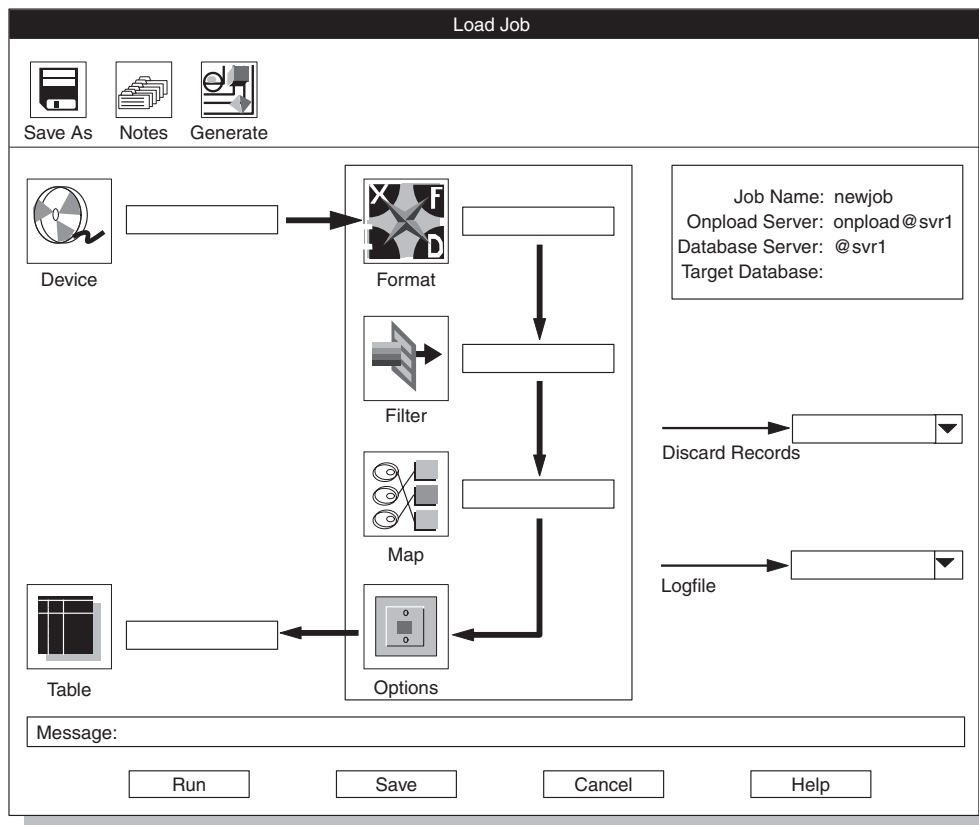 Load Job
Save As
Notes
Generate
Device
Format
X F
D
Job Name: newjob
Onpload Server: onpload@svr1
Database Server: @svr1
Target Database:
Filter
Discard Records
Map
Logfile
Table
Options
Message:
Run
Save
Cancel
Help